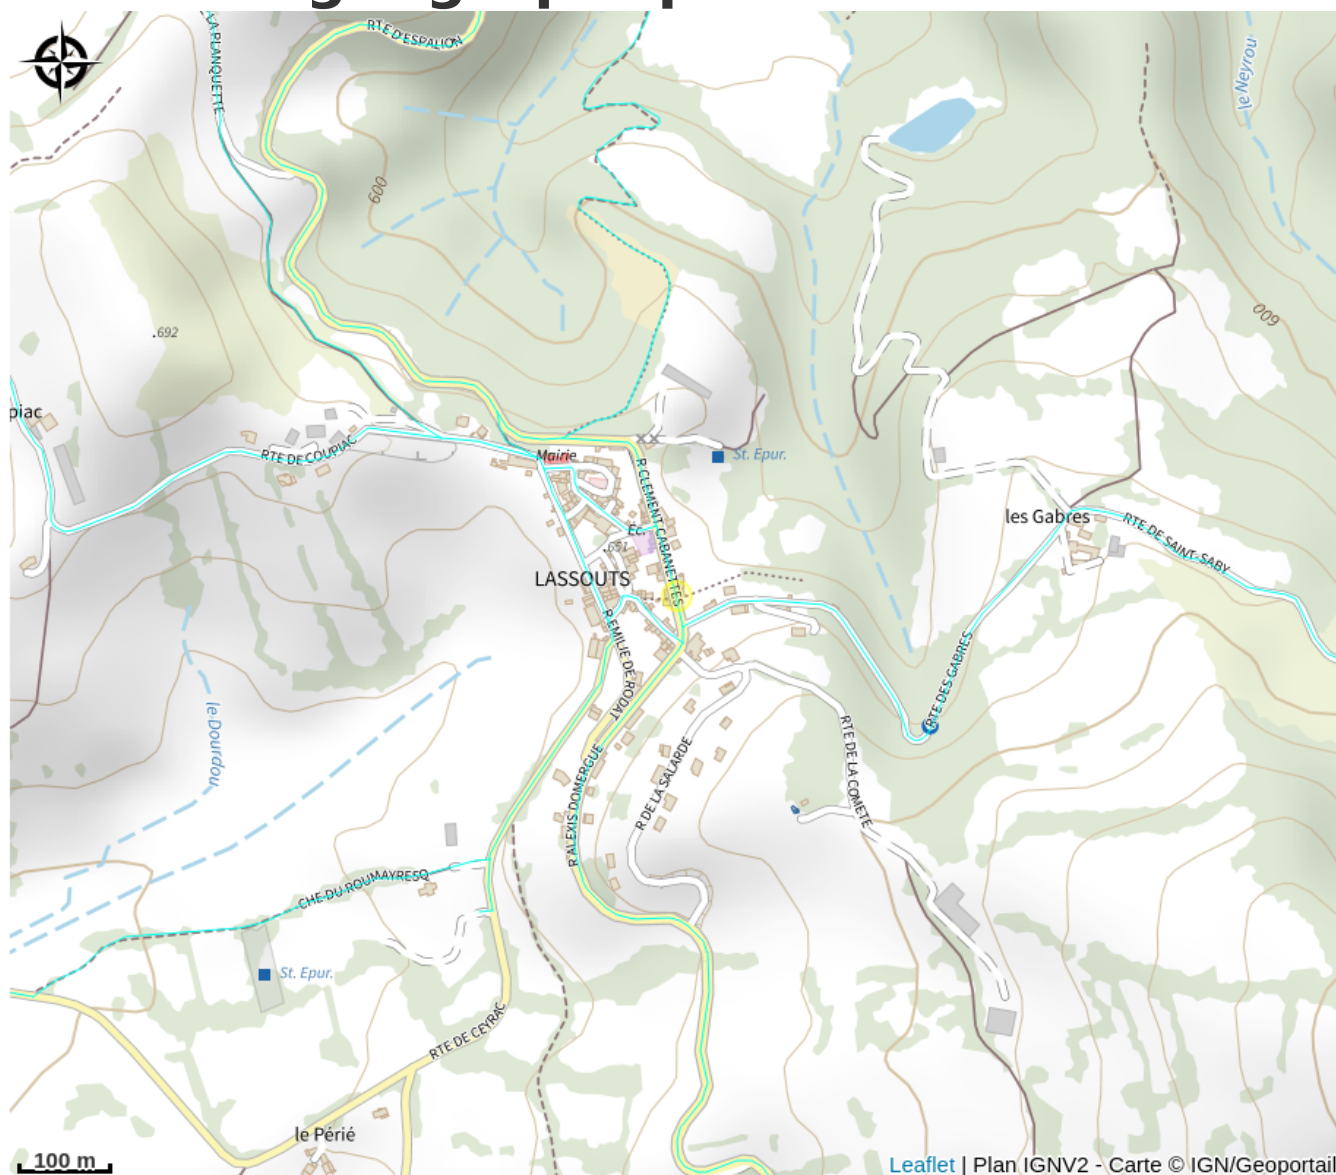 RTE D'ESPALION
LA PLANQUETTE
le Neyrou
600
600
.692
piac
RTE DE COUPIAC
Mairie
St. Epur.
R CLEMENT CABANETTES
Ec.
.651
LASSOUTS
les Gabres
RTE DE SAINT-SABY
R EMILIE DE RODAT
RTE DES GABRES
le Dourdou
R ALEXIS DOMERGUE
R DE LA SALARDE
RTE DE LA COMETE
CHE DU ROUMAYRESQ
St. Epur.
RTE DE CEYRAC
le Périé
100 m
Leaflet | Plan IGNV2 - Carte © IGN/Geoportail